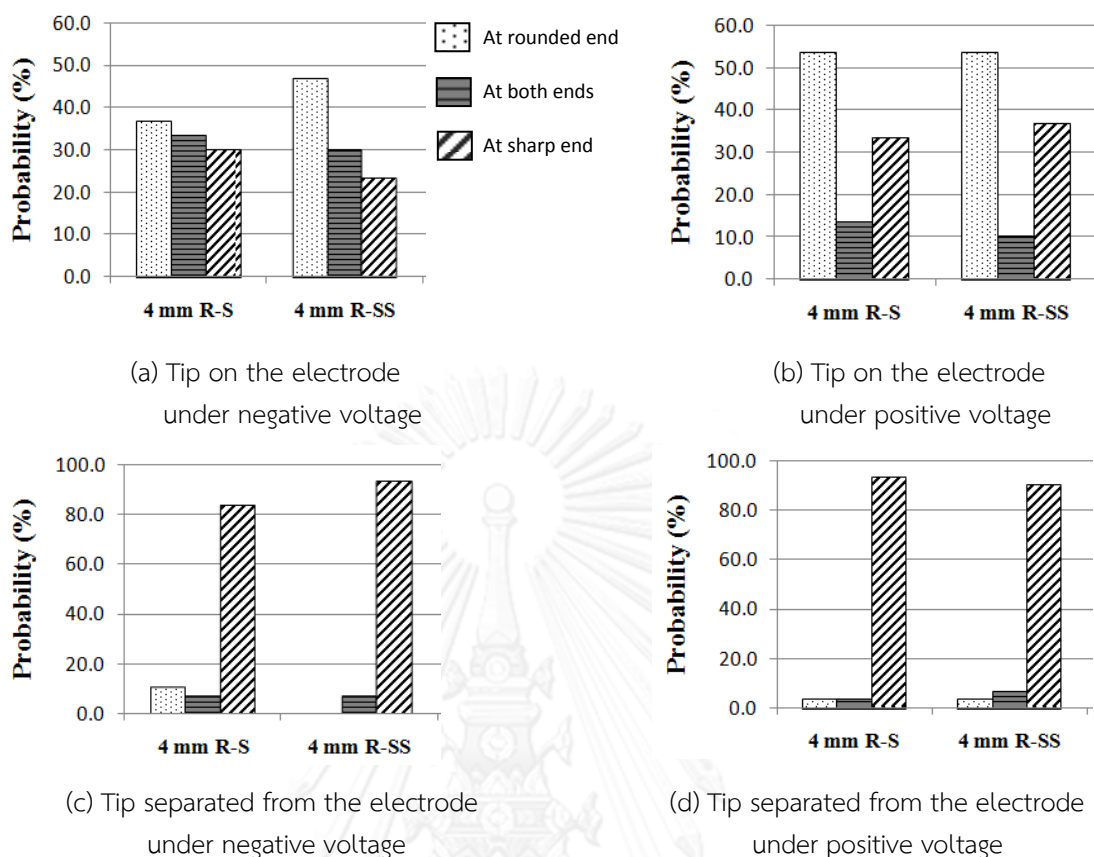 60.0
50.0
40.0
30.0
20.0
10.0
0.0
Probability (%)
4 mm R-S 4 mm R-SS
At rounded end
At both ends
At sharp end
(a) Tip on the electrode
under negative voltage
60.0
50.0
40.0
30.0
20.0
10.0
0.0
Probability (%)
4 mm R-S 4 mm R-SS
(b) Tip on the electrode
under positive voltage
100.0
80.0
60.0
40.0
20.0
0.0
Probability (%)
4 mm R-S 4 mm R-SS
(c) Tip separated from the electrode
under negative voltage
100.0
80.0
60.0
40.0
20.0
0.0
Probability (%)
4 mm R-S 4 mm R-SS
(d) Tip separated from the electrode
under positive voltage